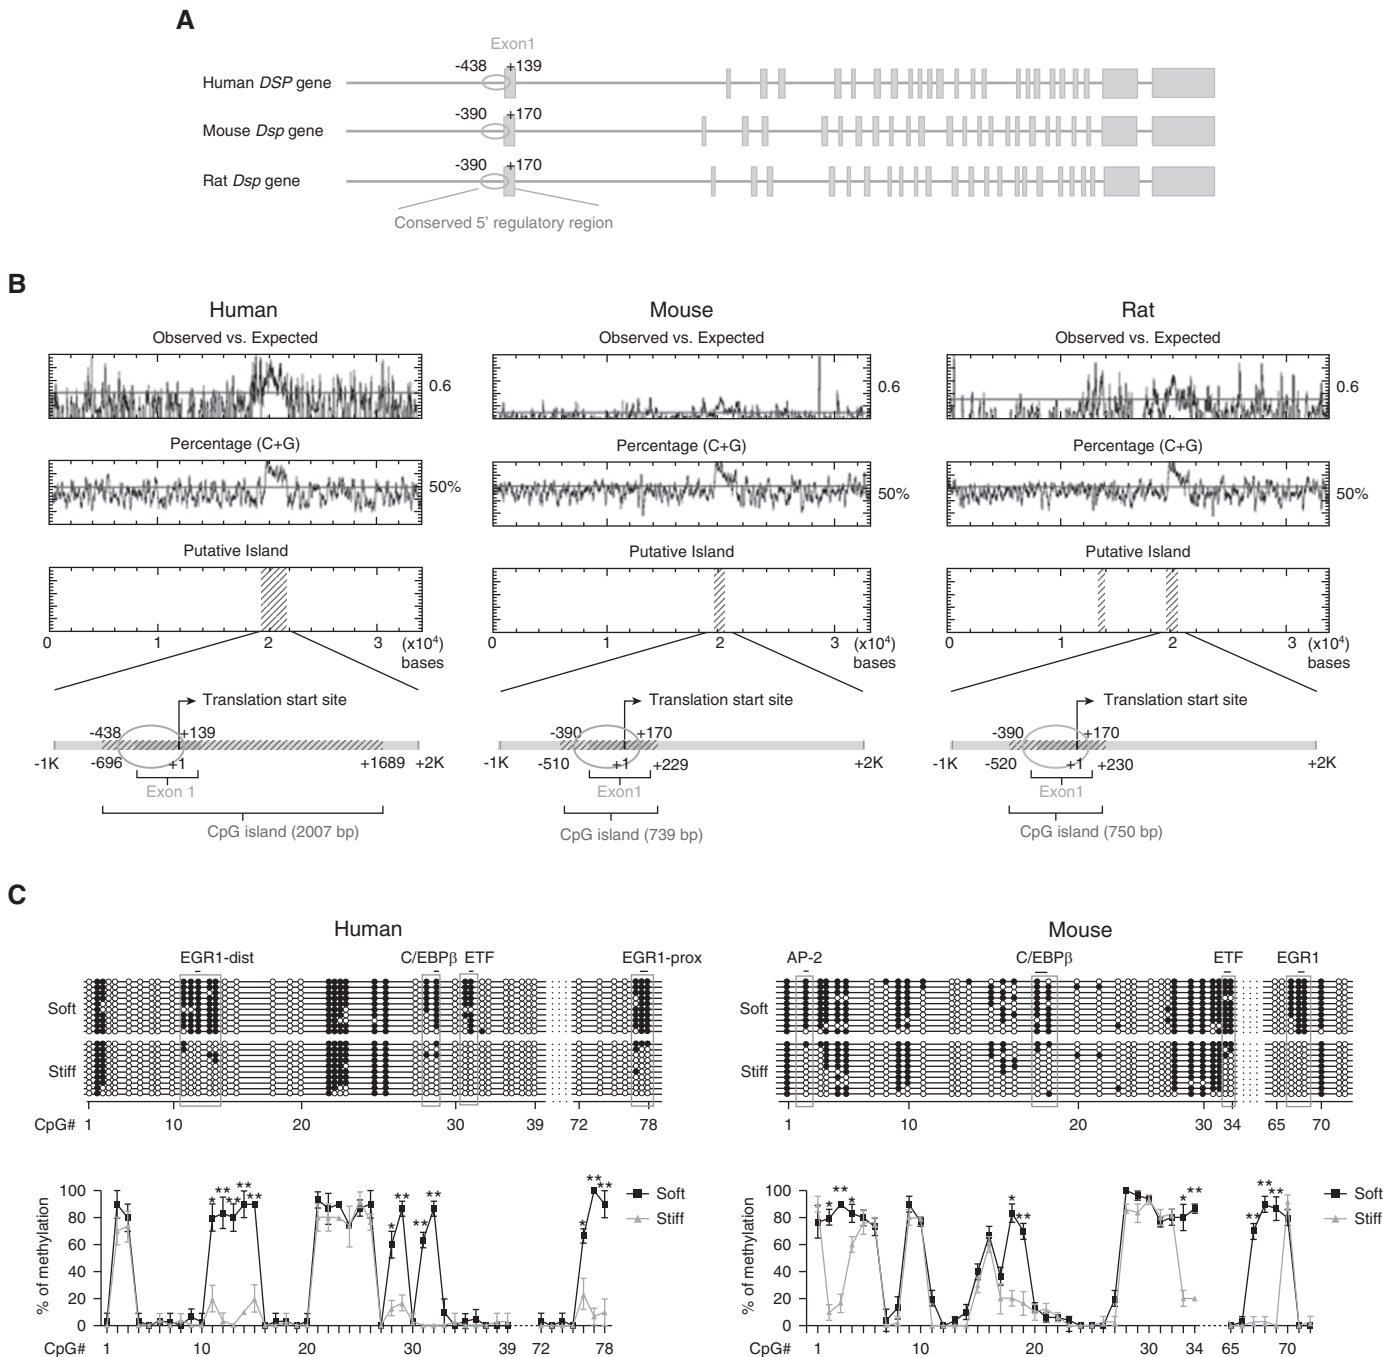 A
Exon1
-438 +139
Human DSP gene
-390 +170
Mouse Dsp gene
-390 +170
Rat Dsp gene
Conserved 5’ regulatory region
B
Human Mouse Rat
Observed vs. Expected Observed vs. Expected Observed vs. Expected
0.6 0.6 0.6
Percentage (C+G) Percentage (C+G) Percentage (C+G)
50% 50% 50%
Putative Island Putative Island Putative Island
0 1 2 3 (x10⁴) 0 1 2 3 (x10⁴) 0 1 2 3 (x10⁴)
bases bases bases
Translation start site Translation start site Translation start site
-438 +139 -390 +170 -390 +170
-1K -696 +1 +1689 +2K -1K -510 +1 +229 +2K -1K -520 +1 +230 +2K
Exon 1 Exon1 Exon1
CpG island (2007 bp) CpG island (739 bp) CpG island (750 bp)
C
Human Mouse
EGR1-dist C/EBPβ ETF EGR1-prox AP-2 C/EBPβ ETF EGR1
Soft Soft
Stiff Stiff
CpG# 1 10 20 30 39 72 78 CpG# 1 10 20 30 34 65 70
% of methylation
100
80
60
40
20
0
* ** ** ** ** * ** ** ** * ** **
Soft
Stiff
CpG# 1 10 20 30 39 72 78
% of methylation
100
80
60
40
20
0
* ** * * ** * ** ** ** **
Soft
Stiff
CpG# 1 10 20 30 34 65 70